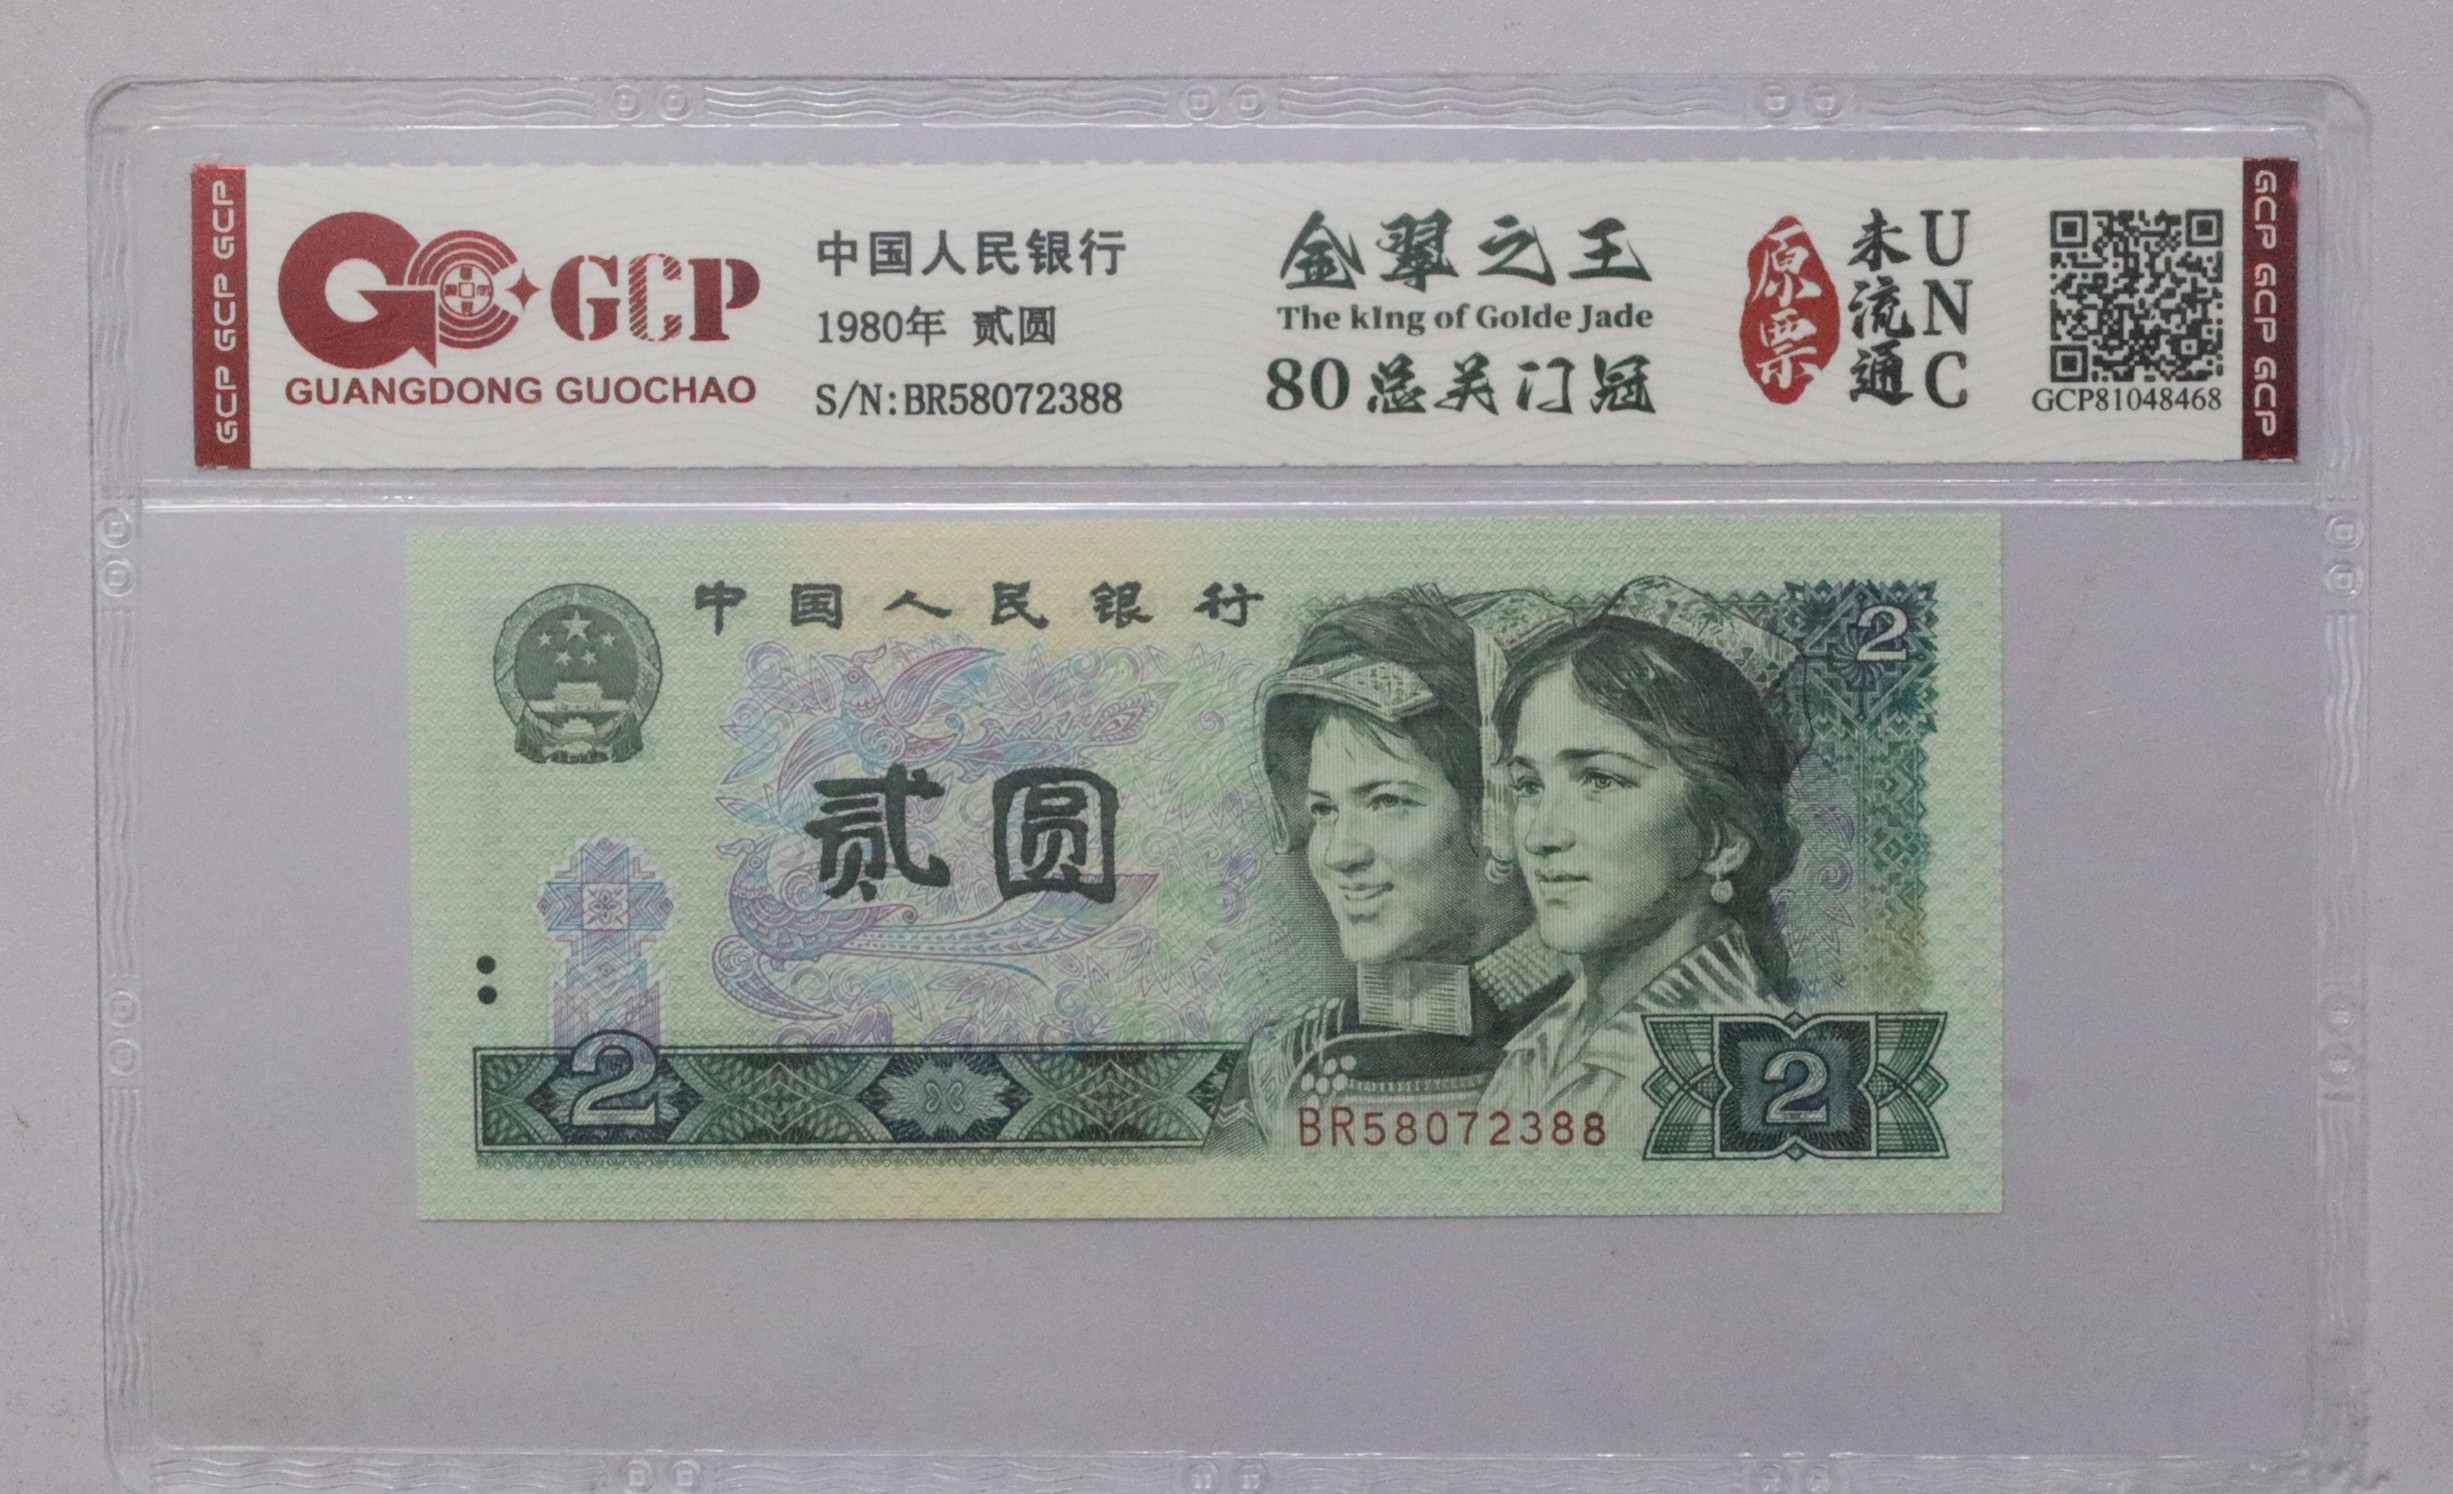 GCP GCP GCP
GCP
GUANGDONG GUOCHAO
中国人民银行
1980年 贰圆
S/N:BR58072388
金翠之王
The kIng of Golde Jade
80总关门冠
原票
未流通
UNC
GCP81048468
GCP GCP GCP
中国人民银行
2
贰圆
2
BR58072388
2